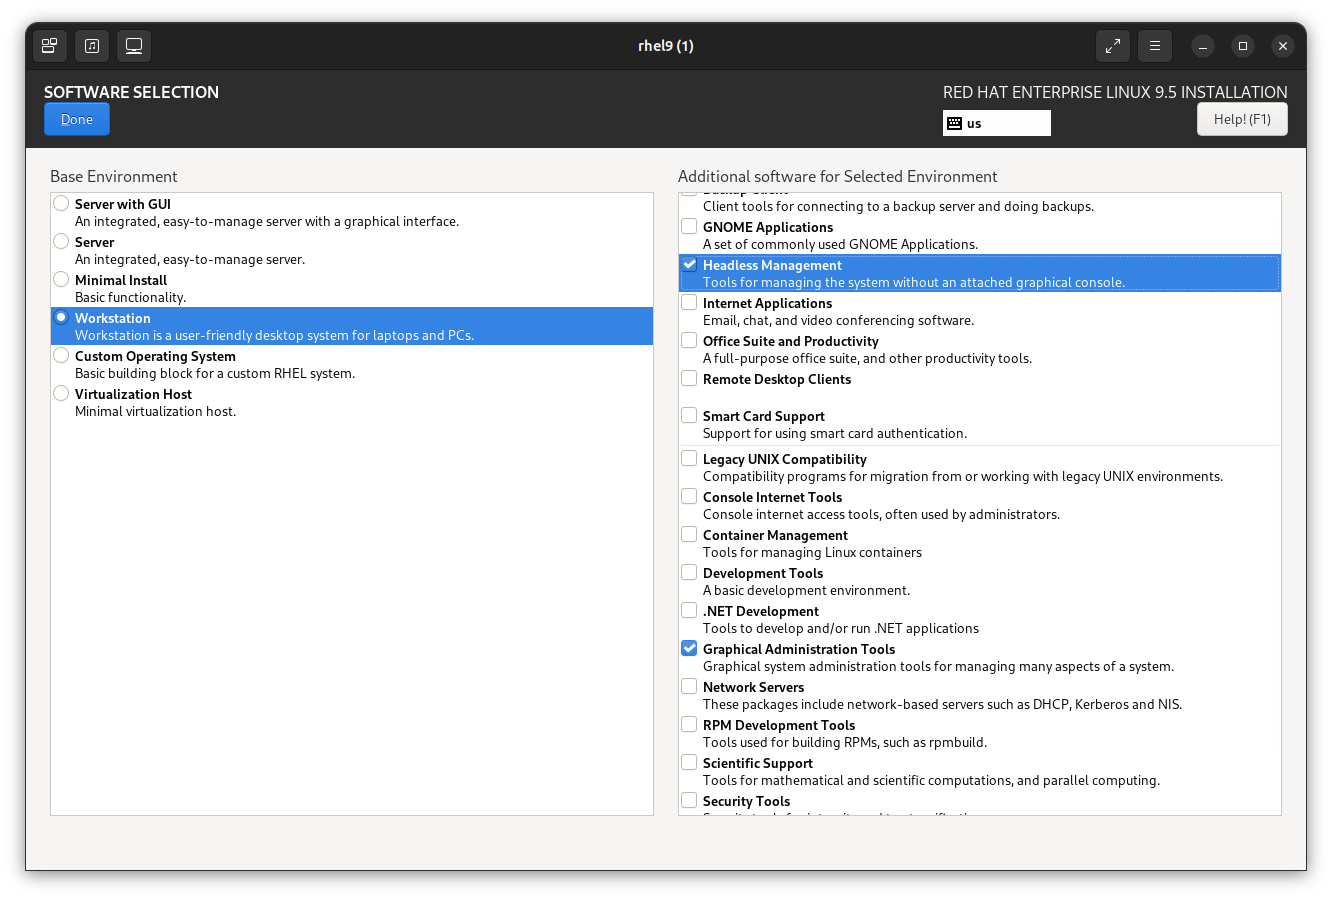 rhel9 (1)
SOFTWARE SELECTION
Done
RED HAT ENTERPRISE LINUX 9.5 INSTALLATION
us
Help! (F1)
Base Environment
Server with GUI
An integrated, easy-to-manage server with a graphical interface.
Server
An integrated, easy-to-manage server.
Minimal Install
Basic functionality.
Workstation
Workstation is a user-friendly desktop system for laptops and PCs.
Custom Operating System
Basic building block for a custom RHEL system.
Virtualization Host
Minimal virtualization host.
Additional software for Selected Environment
Backup Client
Client tools for connecting to a backup server and doing backups.
GNOME Applications
A set of commonly used GNOME Applications.
Headless Management
Tools for managing the system without an attached graphical console.
Internet Applications
Email, chat, and video conferencing software.
Office Suite and Productivity
A full-purpose office suite, and other productivity tools.
Remote Desktop Clients
Smart Card Support
Support for using smart card authentication.
Legacy UNIX Compatibility
Compatibility programs for migration from or working with legacy UNIX environments.
Console Internet Tools
Console internet access tools, often used by administrators.
Container Management
Tools for managing Linux containers
Development Tools
A basic development environment.
.NET Development
Tools to develop and/or run .NET applications
Graphical Administration Tools
Graphical system administration tools for managing many aspects of a system.
Network Servers
These packages include network-based servers such as DHCP, Kerberos and NIS.
RPM Development Tools
Tools used for building RPMs, such as rpmbuild.
Scientific Support
Tools for mathematical and scientific computations, and parallel computing.
Security Tools